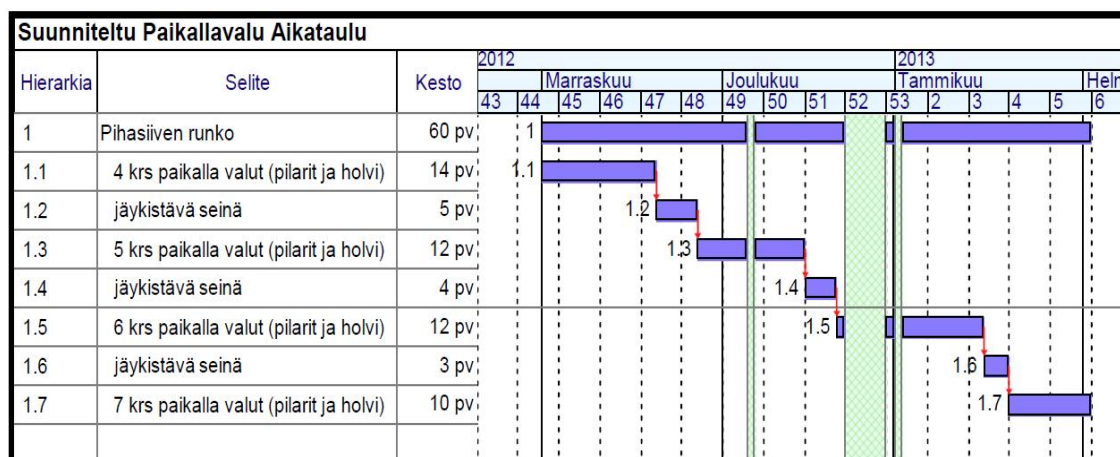 Suunniteltu Paikallavalu Aikataulu
2012 2013
Hierarkia Selite Kesto Marraskuu Joulukuu Tammikuu Helm
43 44 45 46 47 48 49 50 51 52 53 2 3 4 5 6
1 Pihasiiven runko 60 pv 1
1.1 4 krs paikalla valut (pilarit ja holvi) 14 pv 1.1
1.2 jäykistävä seinä 5 pv 1.2
1.3 5 krs paikalla valut (pilarit ja holvi) 12 pv 1.3
1.4 jäykistävä seinä 4 pv 1.4
1.5 6 krs paikalla valut (pilarit ja holvi) 12 pv 1.5
1.6 jäykistävä seinä 3 pv 1.6
1.7 7 krs paikalla valut (pilarit ja holvi) 10 pv 1.7